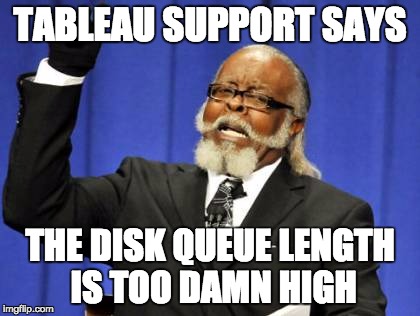 TABLEAU SUPPORT SAYS
THE DISK QUEUE LENGTH
IS TOO DAMN HIGH
imgflip.com